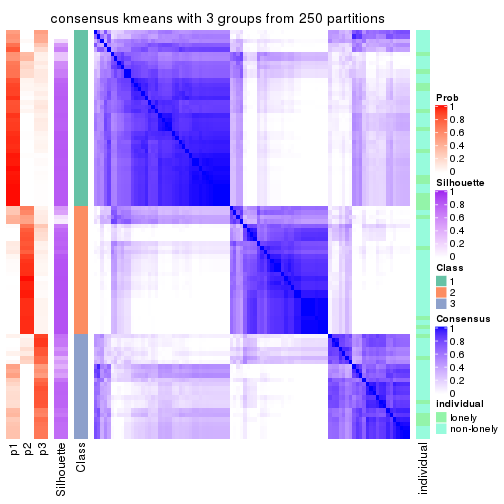 consensus kmeans with 3 groups from 250 partitions
Prob
1
0.8
0.6
0.4
0.2
0
Silhouette
1
0.8
0.6
0.4
0.2
0
Class
1
2
3
Consensus
1
0.8
0.6
0.4
0.2
0
individual
lonely
non-lonely
p1
p2
p3
Silhouette
Class
individual